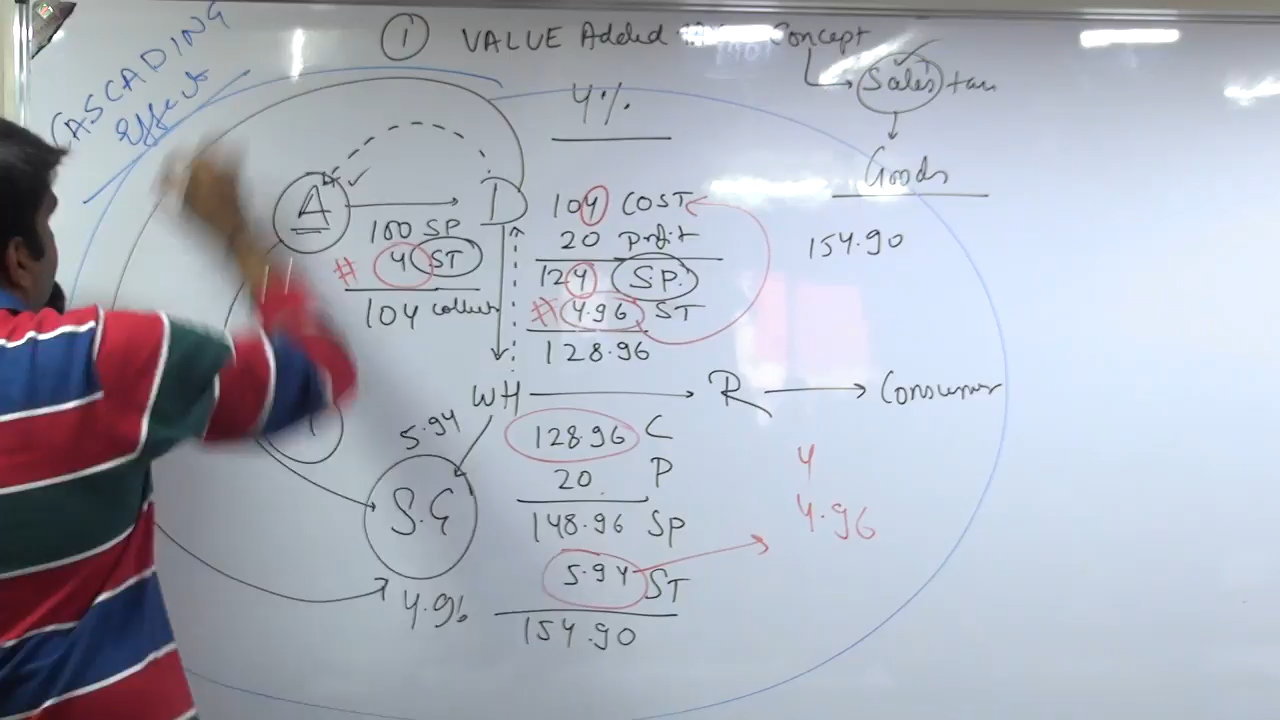 ① VALUE Added Concept
Sales tax
Goods
154.90
CASCADING
Effect
4%
A
D
100 SP
4 ST
104 collect
104 COST
20 Profit
124 S.P.
4.96 ST
128.96
#
#
WH
R
Consumer
5.94
S.G
4.96
128.96 C
20 P
148.96 SP
5.94 ST
154.90
4
4.96